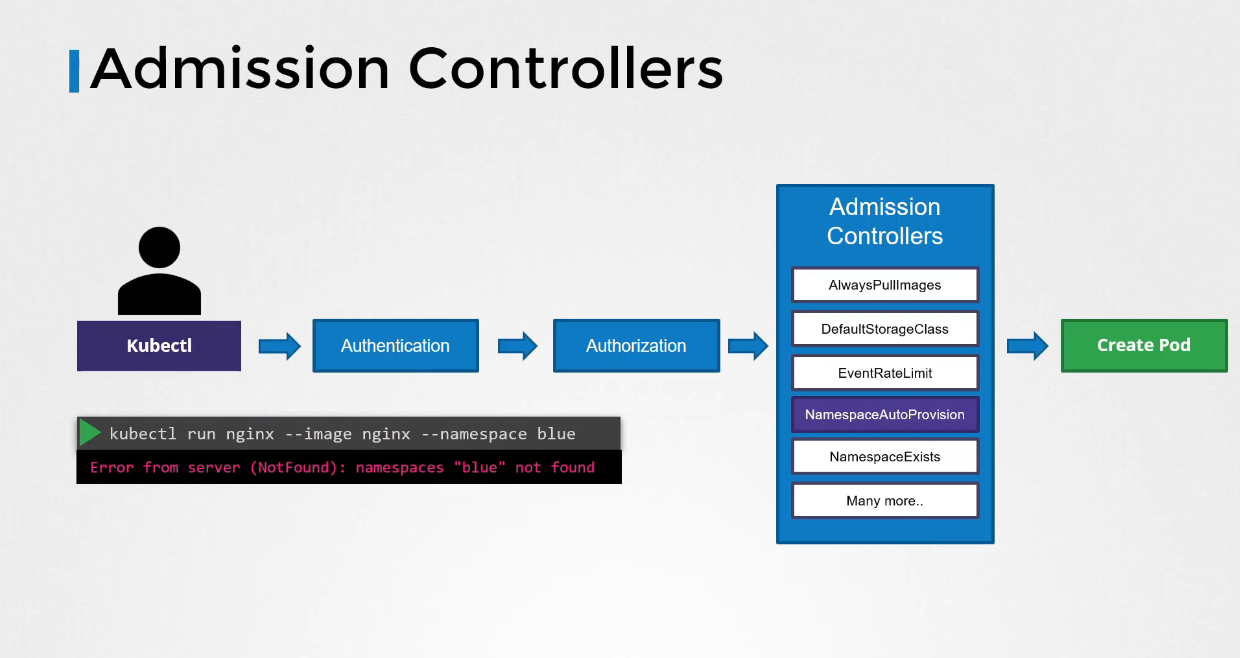 Admission Controllers
Admission
Controllers
AlwaysPullImages
DefaultStorageClass
EventRateLimit
NamespaceAutoProvision
NamespaceExists
Many more..
Kubectl
Authentication
Authorization
Create Pod
kubectl run nginx --image nginx --namespace blue
Error from server (NotFound): namespaces "blue" not found